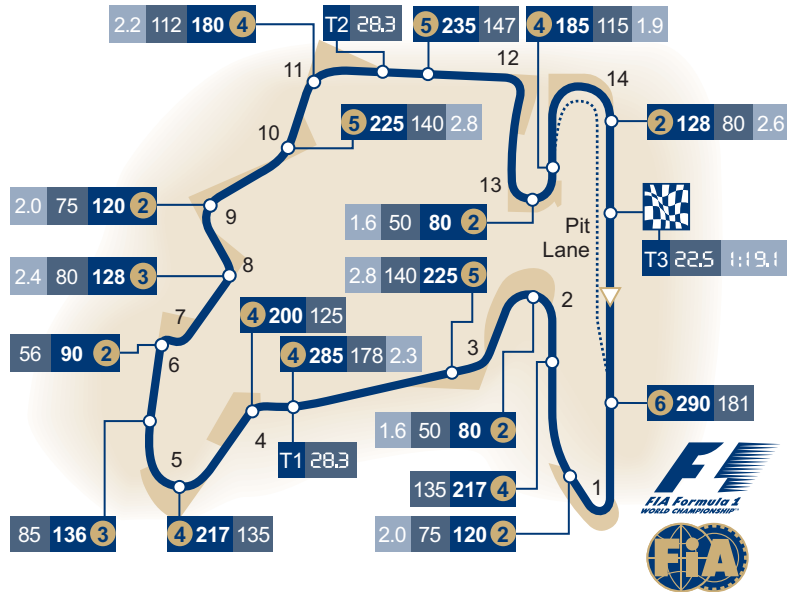 2.2 112 180 4
T2 28.3
5 235 147
4 185 115 1.9
11
12
14
10
5 225 140 2.8
2 128 80 2.6
2.0 75 120 2
9
13
1.6 50 80 2
Pit
Lane
T3 22.5 1:19.1
2.4 80 128 3
8
2.8 140 225 5
2
7
4 200 125
56 90 2
6
4 285 178 2.3
3
6 290 181
4
1.6 50 80 2
T1 28.3
5
135 217 4
1
F1
FIA Formula 1
WORLD CHAMPIONSHIP™
85 136 3
4 217 135
2.0 75 120 2
FiA